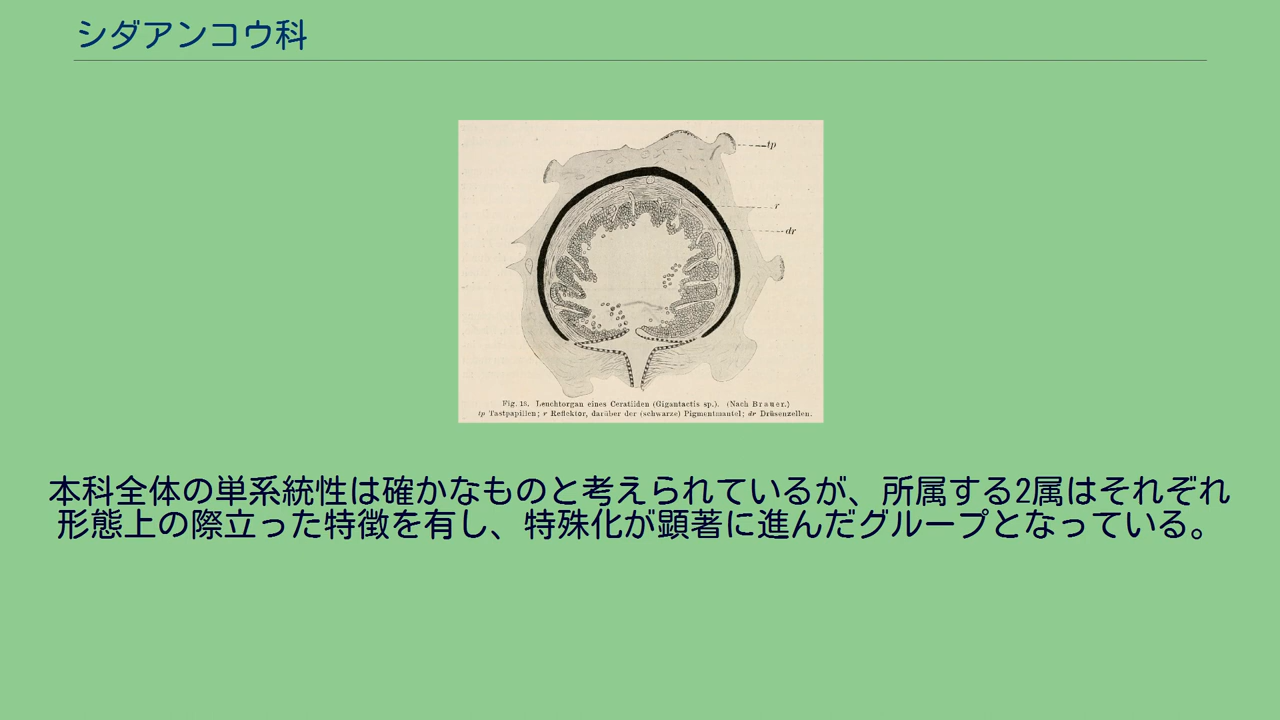 シダアンコウ科
tp
r
dr
Fig. 18. Leuchtorgan eines Ceratiiden (Gigantactis sp.). (Nach Brauer.)
tp Tastpapillen; r Reflektor, darüber der (schwarze) Pigmentmantel; dr Drüsenzellen.
本科全体の単系統性は確かなものと考えられているが、所属する2属はそれぞれ
形態上の際立った特徴を有し、特殊化が顕著に進んだグループとなっている。